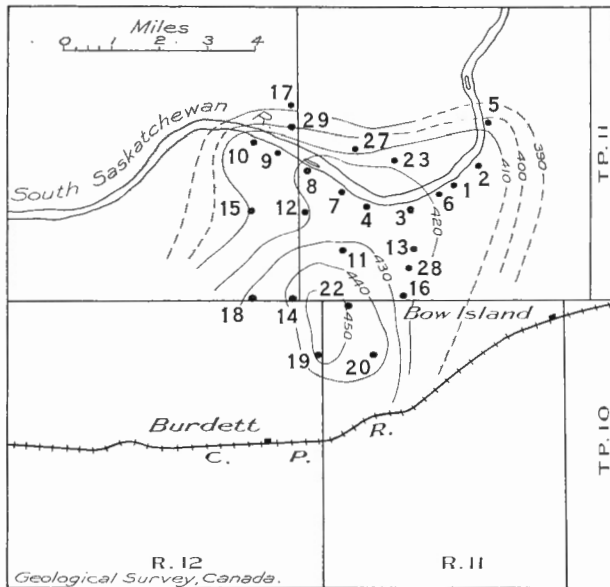 Miles
0 1 2 3 4
17
5
South Saskatchewan R.
29
27
10
9
23
8
2
1
7
6
15
12
4
3
TP. 11
410
400
390
420
13
11
430
28
440
22
16
18
14
450
Bow Island
19
20
Burdett
C. P. R.
TP. 10
R. 12
R. 11
Geological Survey, Canada.